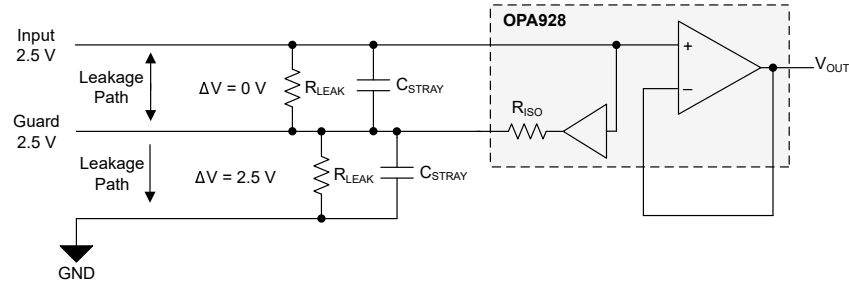 OPA928
Input
2.5 V
Leakage
Path
ΔV = 0 V
RLEAK
CSTRAY
+
−
VOUT
RISO
Guard
2.5 V
Leakage
Path
ΔV = 2.5 V
RLEAK
CSTRAY
GND